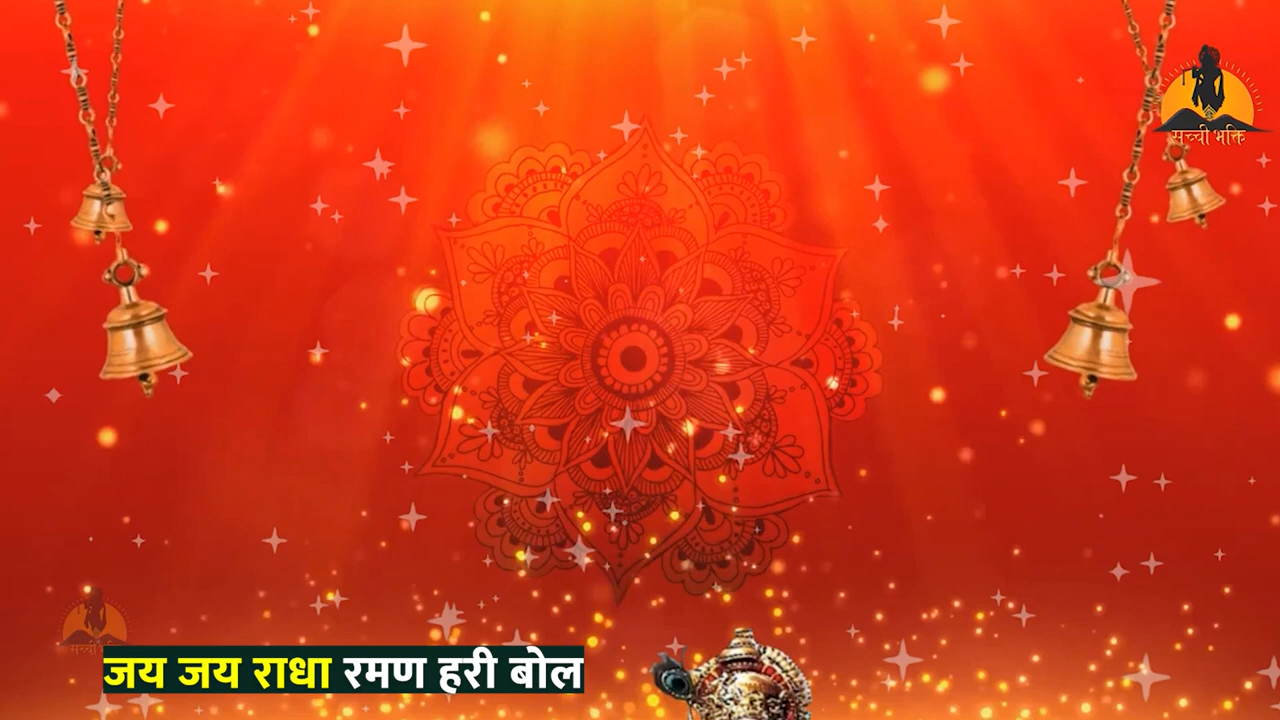 सच्ची भक्ति
जय जय राधा रमण हरी बोल